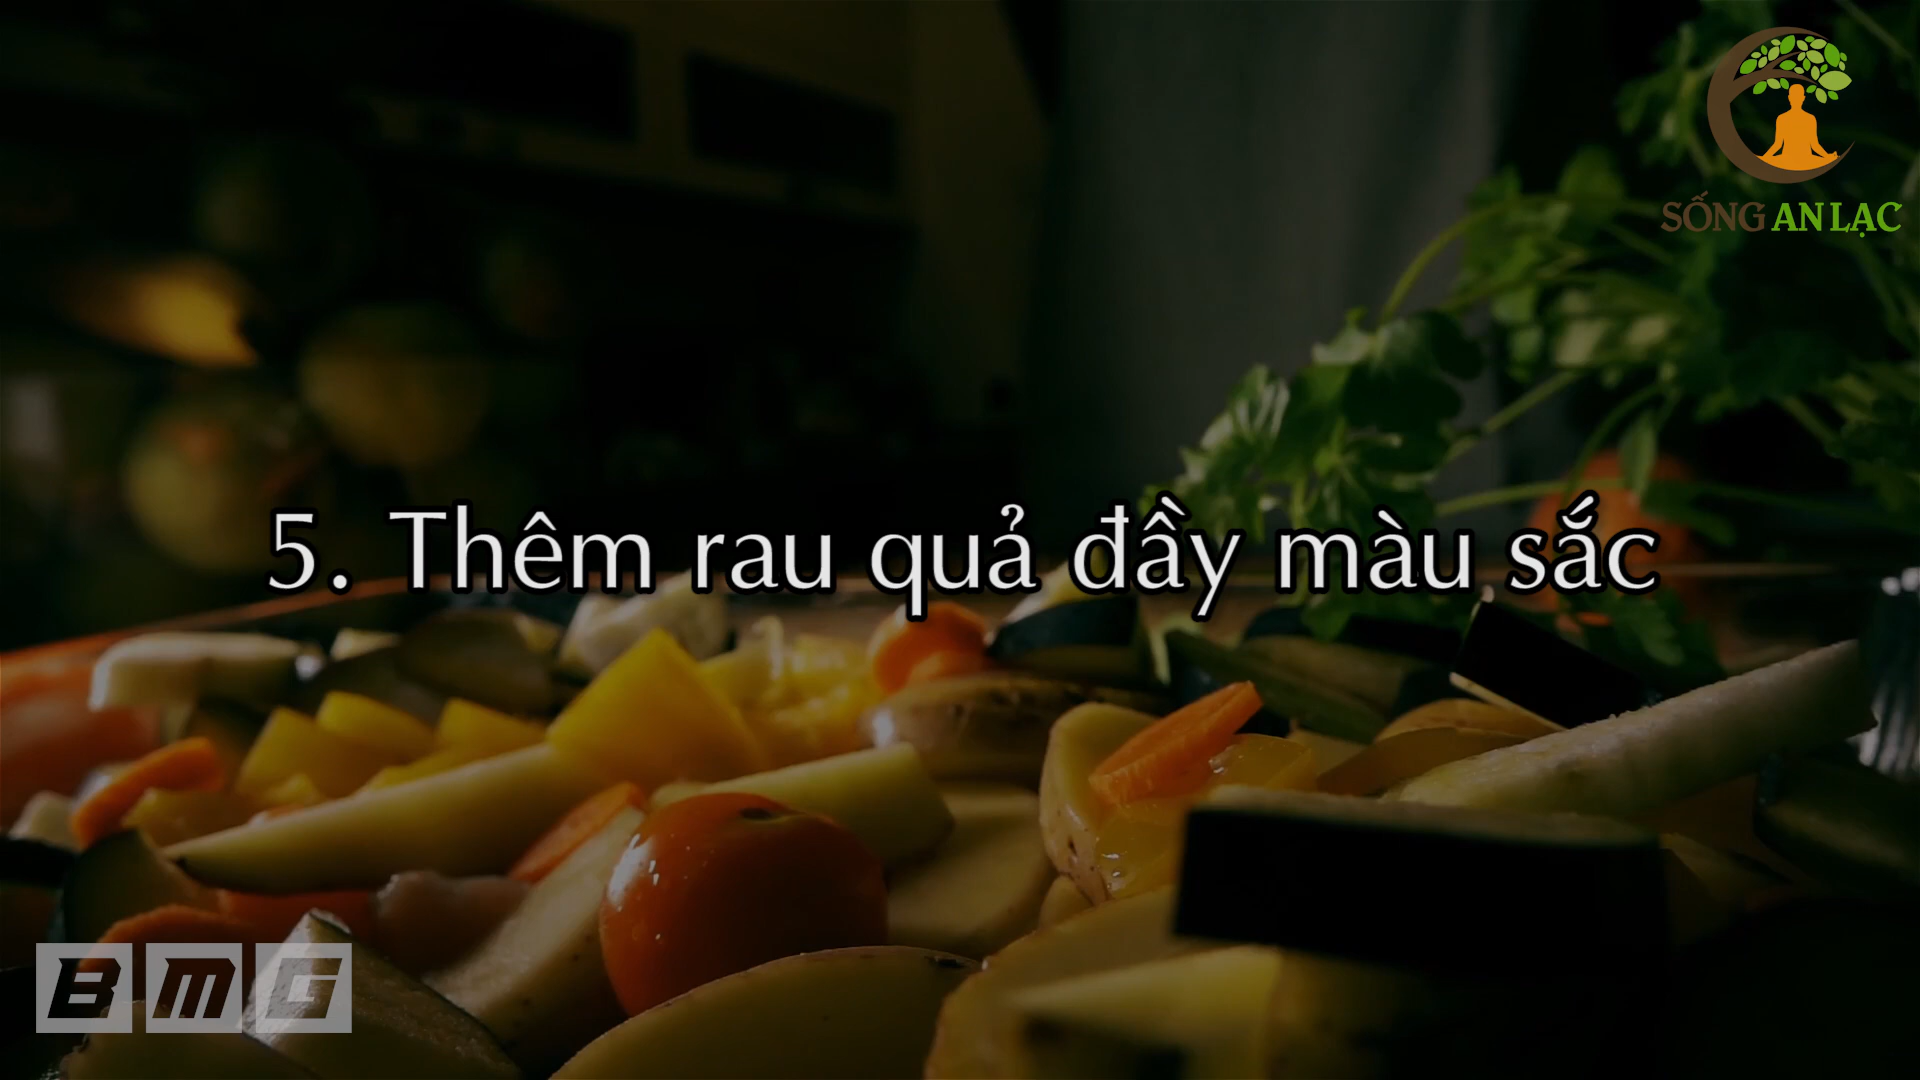 SỐNG AN LẠC
5. Thêm rau quả đầy màu sắc
BMG